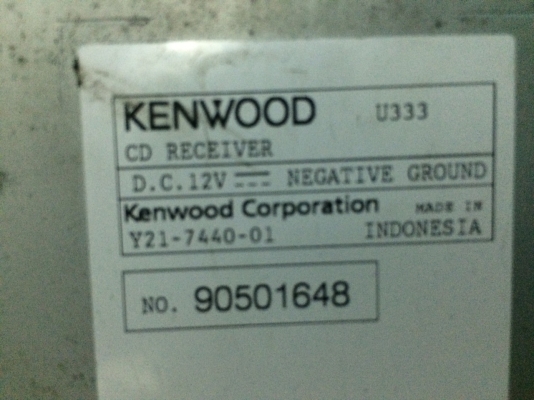 KENWOOD U333
CD RECEIVER
D.C.12V NEGATIVE GROUND
Kenwood Corporation MADE IN
Y21-7440-01 INDONESIA
NO. 90501648